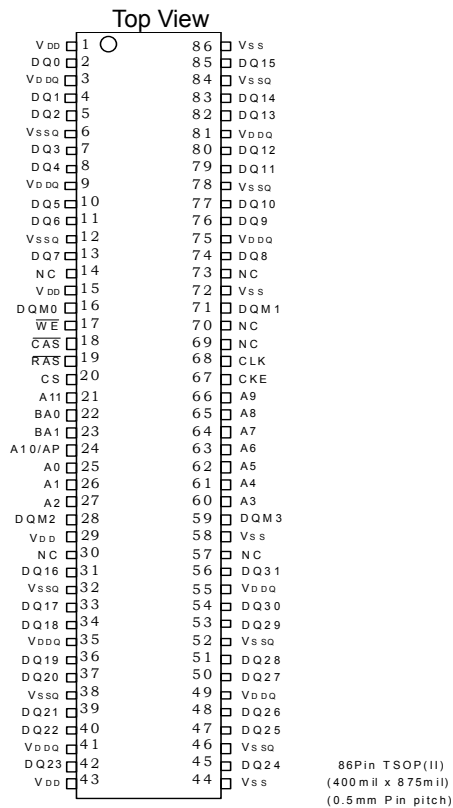 Top View
VDD 1 86 VSS
DQ0 2 85 DQ15
VDDQ 3 84 VSSQ
DQ1 4 83 DQ14
DQ2 5 82 DQ13
VSSQ 6 81 VDDQ
DQ3 7 80 DQ12
DQ4 8 79 DQ11
VDDQ 9 78 VSSQ
DQ5 10 77 DQ10
DQ6 11 76 DQ9
VSSQ 12 75 VDDQ
DQ7 13 74 DQ8
NC 14 73 NC
VDD 15 72 VSS
DQM0 16 71 DQM1
WE 17 70 NC
CAS 18 69 NC
RAS 19 68 CLK
CS 20 67 CKE
A11 21 66 A9
BA0 22 65 A8
BA1 23 64 A7
A10/AP 24 63 A6
A0 25 62 A5
A1 26 61 A4
A2 27 60 A3
DQM2 28 59 DQM3
VDD 29 58 VSS
NC 30 57 NC
DQ16 31 56 DQ31
VSSQ 32 55 VDDQ
DQ17 33 54 DQ30
DQ18 34 53 DQ29
VDDQ 35 52 VSSQ
DQ19 36 51 DQ28
DQ20 37 50 DQ27
VSSQ 38 49 VDDQ
DQ21 39 48 DQ26
DQ22 40 47 DQ25
VDDQ 41 46 VSSQ
DQ23 42 45 DQ24
VDD 43 44 VSS
86Pin TSOP(II)
(400mil x 875mil)
(0.5mm Pin pitch)